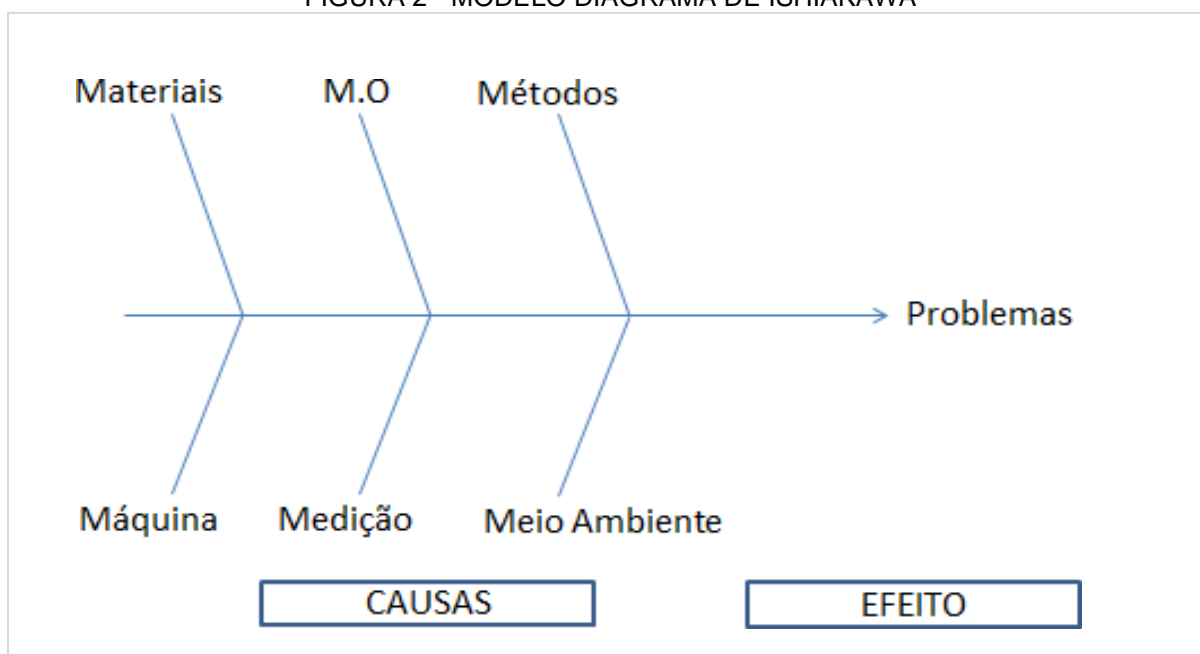 FIGURA 2 - MODELO DIAGRAMA DE ISHIAKAWA
Materiais M.O Métodos
Problemas
Máquina Medição Meio Ambiente
CAUSAS EFEITO